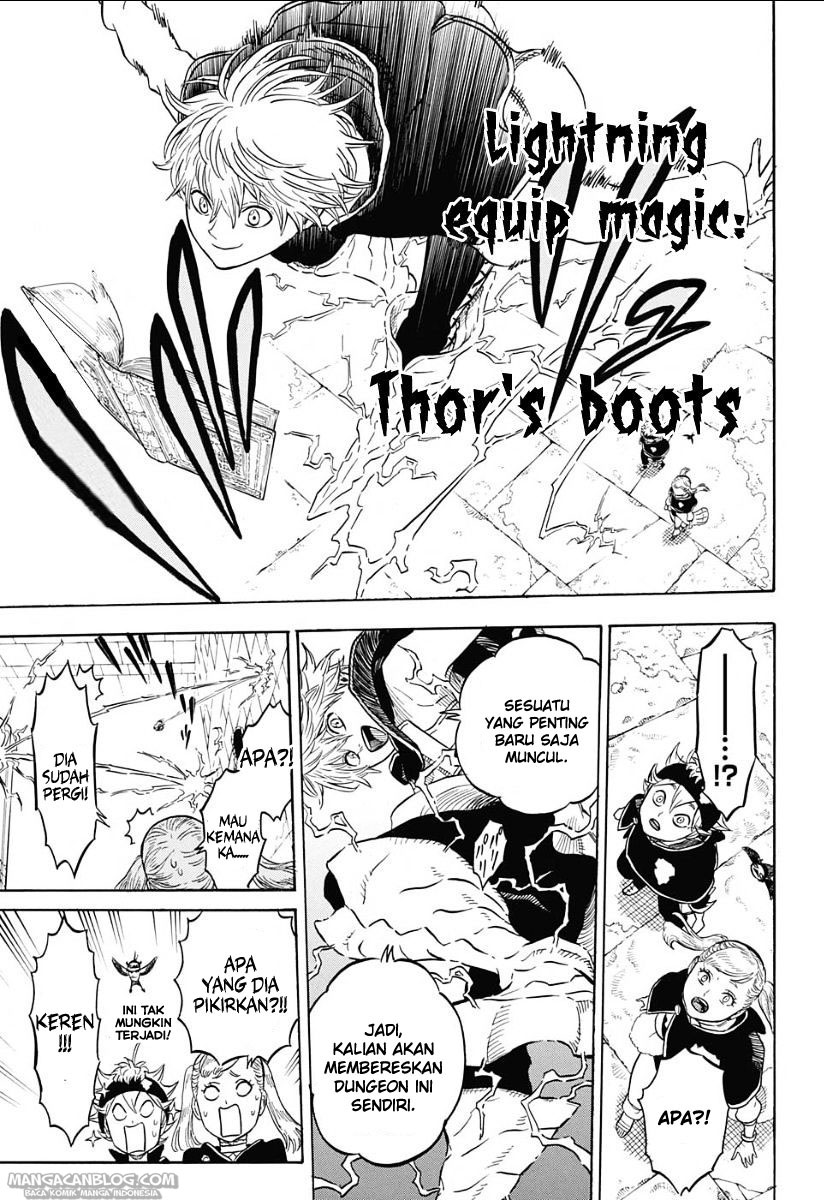 Lightning
equip magic:
Thor's boots
......!?
APA?!
SESUATU
YANG PENTING
BARU SAJA
MUNCUL.
JADI,
KALIAN AKAN
MEMBERESKAN
DUNGEON INI
SENDIRI.
APA?!
MAU
KEMANA
KA......
DIA
SUDAH
PERGI!
APA
YANG DIA
PIKIRKAN?!!
INI TAK
MUNGKIN
TERJADI!
KEREN
!!!
MANGACANBLOG.COM
BACA KOMIK MANGA INDONESIA